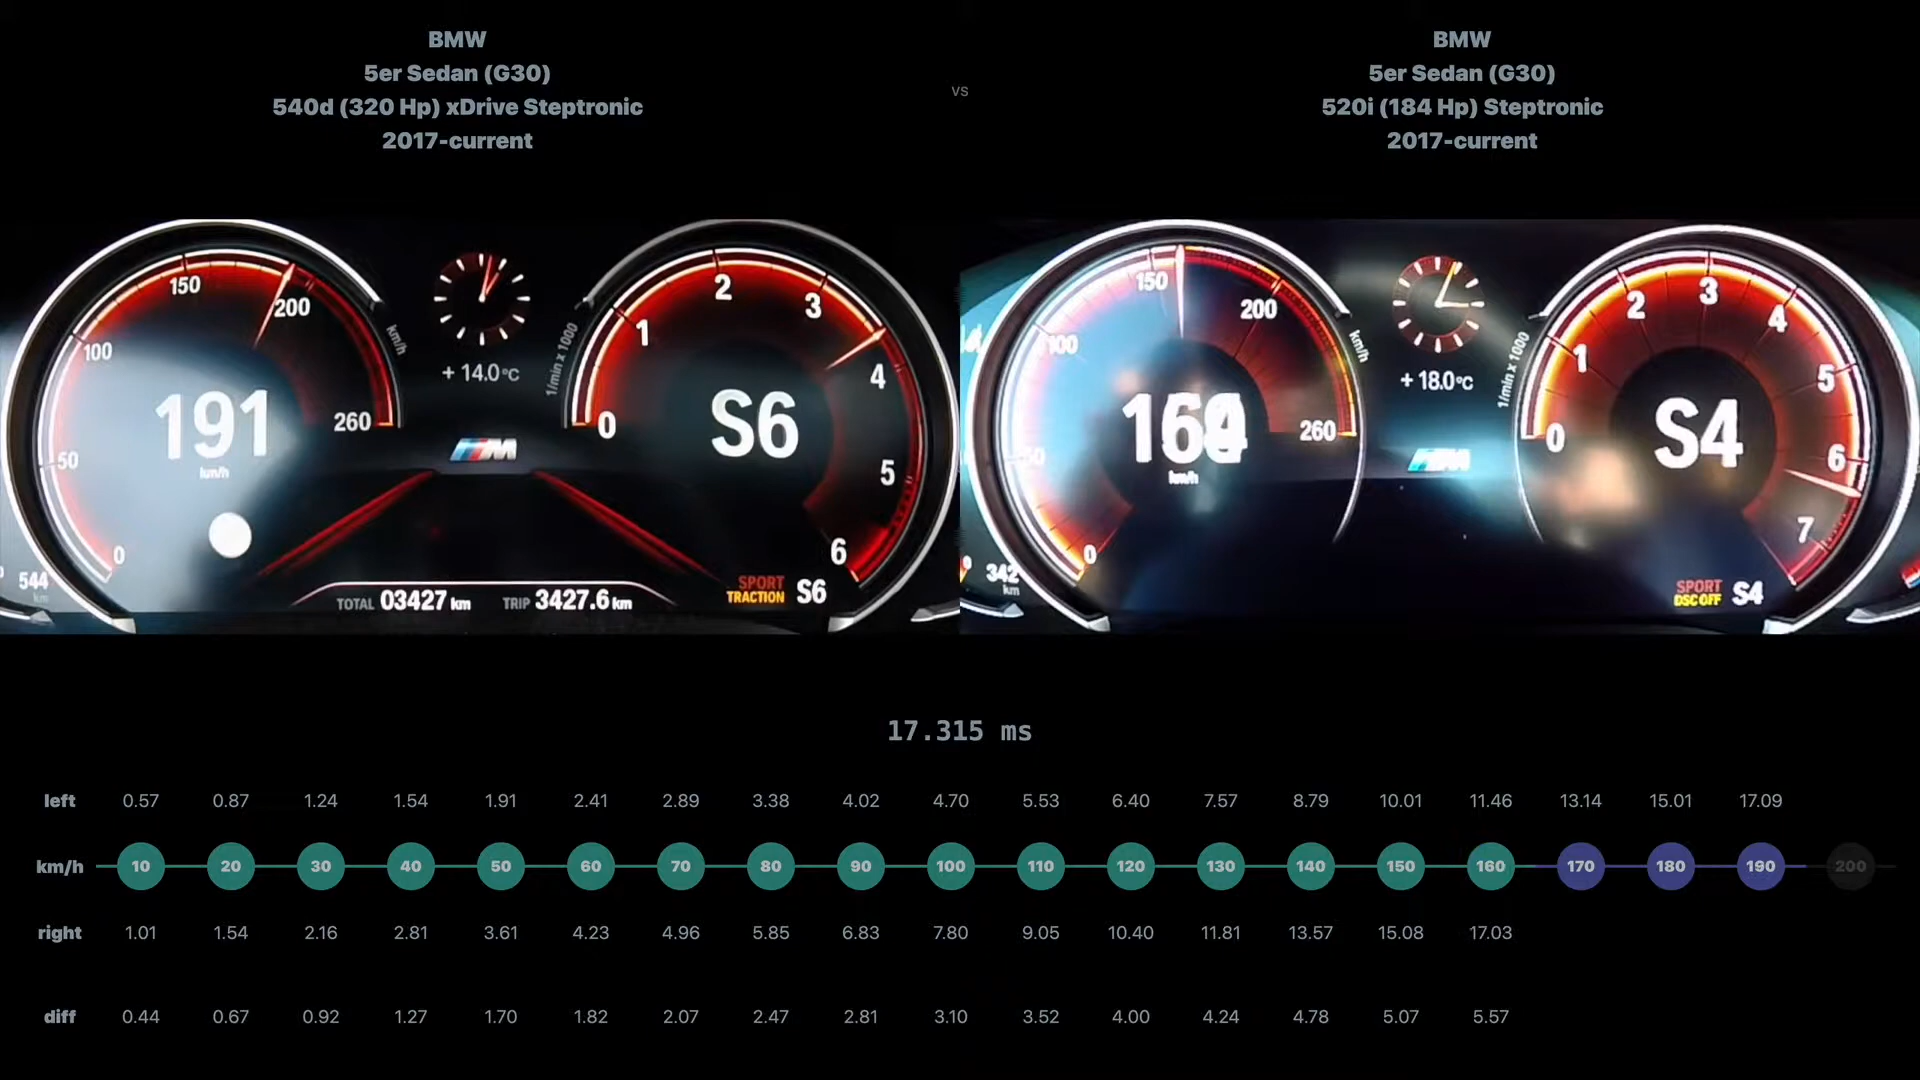 BMW
5er Sedan (G30)
540d (320 Hp) xDrive Steptronic
2017-current
vs
BMW
5er Sedan (G30)
520i (184 Hp) Steptronic
2017-current
0 50 100 150 200 260
km/h
191
km/h
544
km
+ 14.0°C
M
1/min x 1000
0 1 2 3 4 5 6
S6
SPORT
TRACTION S6
TOTAL 03427 km TRIP 3427.6 km
0 50 100 150 200 260
km/h
km/h
342
km
+ 18.0°C
M
1/min x 1000
0 1 2 3 4 5 6 7
S4
SPORT
DSC OFF S4
17.315 ms
left 0.57 0.87 1.24 1.54 1.91 2.41 2.89 3.38 4.02 4.70 5.53 6.40 7.57 8.79 10.01 11.46 13.14 15.01 17.09
km/h 10 20 30 40 50 60 70 80 90 100 110 120 130 140 150 160 170 180 190 200
right 1.01 1.54 2.16 2.81 3.61 4.23 4.96 5.85 6.83 7.80 9.05 10.40 11.81 13.57 15.08 17.03
diff 0.44 0.67 0.92 1.27 1.70 1.82 2.07 2.47 2.81 3.10 3.52 4.00 4.24 4.78 5.07 5.57